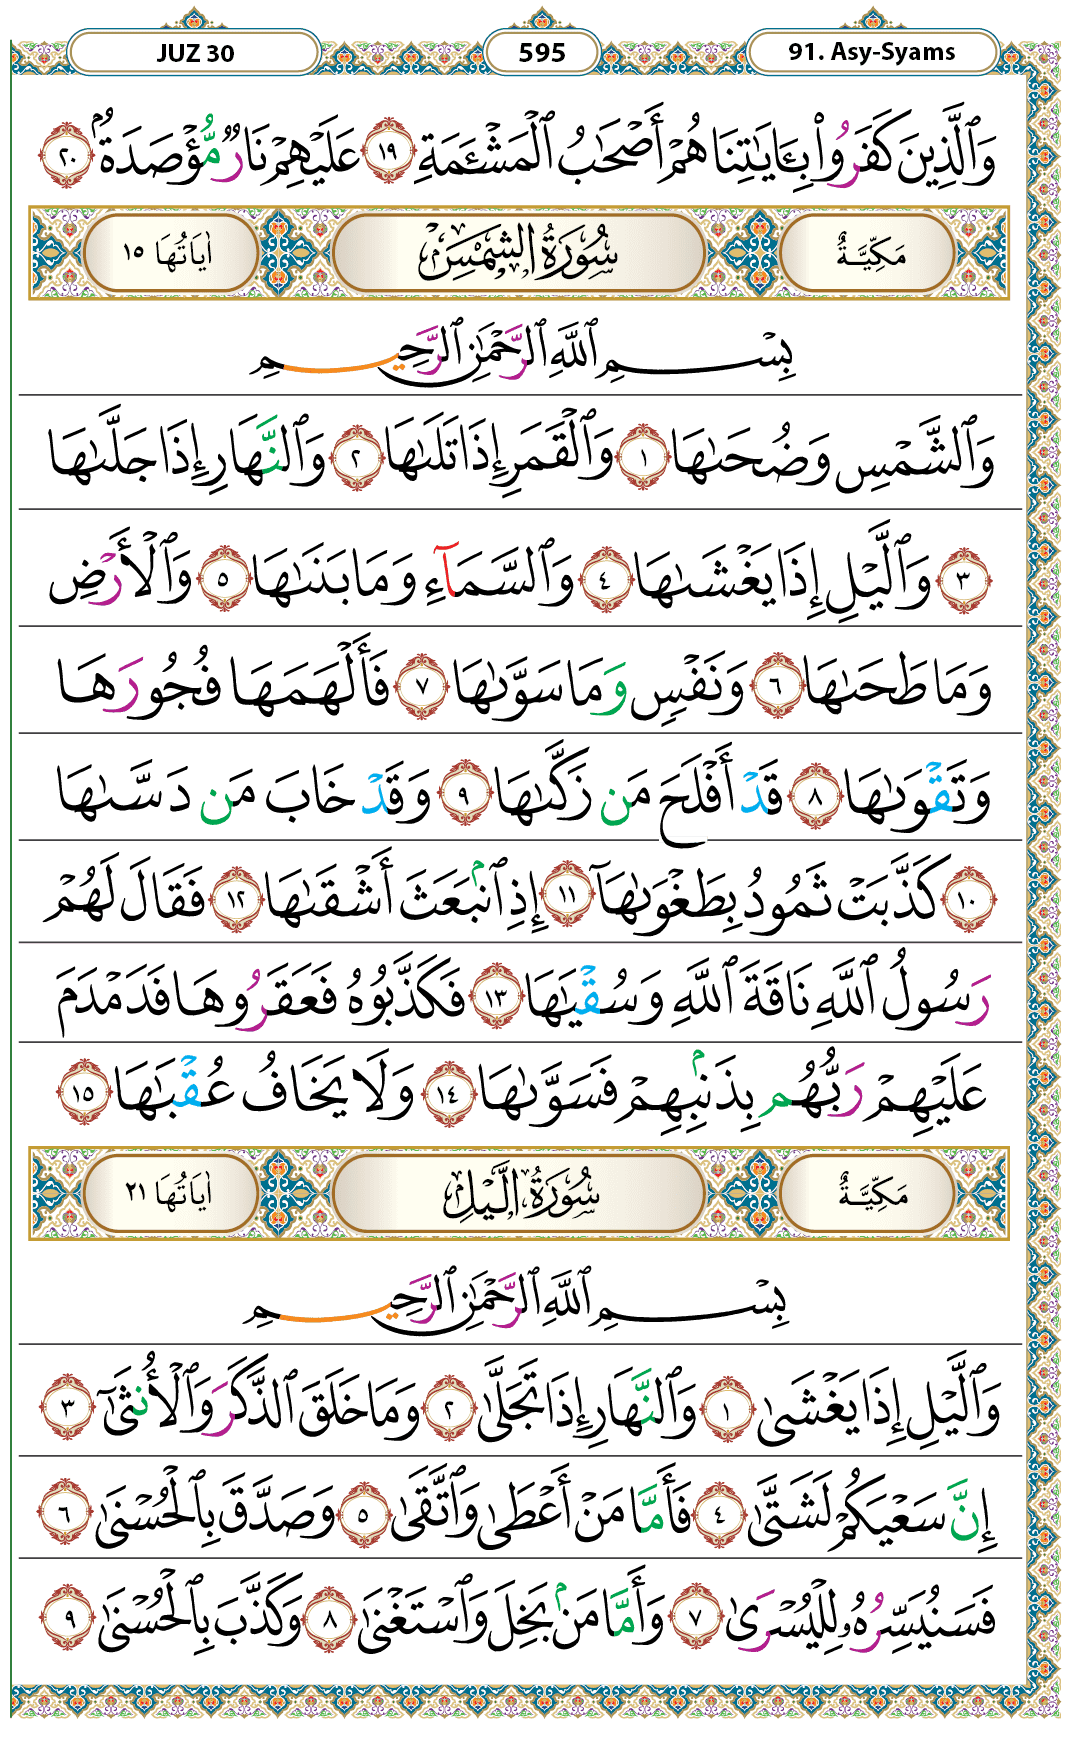 JUZ 30
595
91. Asy-Syams
وَٱلَّذِينَ كَفَرُوا۟ بِـَٔايَـٰتِنَا هُمْ أَصْحَـٰبُ ٱلْمَشْـَٔمَةِ ١٩ عَلَيْهِمْ نَارٌ مُّؤْصَدَةٌۢ ٢٠
مَكِّيَّةٌ سُورَةُ الشَّمْسِ اٰيَاتُهَا ١٥
بِسْمِ ٱللَّهِ ٱلرَّحْمَـٰنِ ٱلرَّحِيمِ
وَٱلشَّمْسِ وَضُحَىٰهَا ١ وَٱلْقَمَرِ إِذَا تَلَىٰهَا ٢ وَٱلنَّهَارِ إِذَا جَلَّىٰهَا
٣ وَٱلَّيْلِ إِذَا يَغْشَىٰهَا ٤ وَٱلسَّمَآءِ وَمَا بَنَىٰهَا ٥ وَٱلْأَرْضِ
وَمَا طَحَىٰهَا ٦ وَنَفْسٍ وَمَا سَوَّىٰهَا ٧ فَأَلْهَمَهَا فُجُورَهَا
وَتَقْوَىٰهَا ٨ قَدْ أَفْلَحَ مَن زَكَّىٰهَا ٩ وَقَدْ خَابَ مَن دَسَّىٰهَا
١٠ كَذَّبَتْ ثَمُودُ بِطَغْوَىٰهَآ ١١ إِذِ ٱنۢبَعَثَ أَشْقَىٰهَا ١٢ فَقَالَ لَهُمْ
رَسُولُ ٱللَّهِ نَاقَةَ ٱللَّهِ وَسُقْيَـٰهَا ١٣ فَكَذَّبُوهُ فَعَقَرُوهَا فَدَمْدَمَ
عَلَيْهِمْ رَبُّهُم بِذَنۢبِهِمْ فَسَوَّىٰهَا ١٤ وَلَا يَخَافُ عُقْبَـٰهَا ١٥
مَكِّيَّةٌ سُورَةُ الَّيْلِ اٰيَاتُهَا ٢١
بِسْمِ ٱللَّهِ ٱلرَّحْمَـٰنِ ٱلرَّحِيمِ
وَٱلَّيْلِ إِذَا يَغْشَىٰ ١ وَٱلنَّهَارِ إِذَا تَجَلَّىٰ ٢ وَمَا خَلَقَ ٱلذَّكَرَ وَٱلْأُنثَىٰٓ ٣
إِنَّ سَعْيَكُمْ لَشَتَّىٰ ٤ فَأَمَّا مَنْ أَعْطَىٰ وَٱتَّقَىٰ ٥ وَصَدَّقَ بِٱلْحُسْنَىٰ ٦
فَسَنُيَسِّرُهُۥ لِلْيُسْرَىٰ ٧ وَأَمَّا مَنۢ بَخِلَ وَٱسْتَغْنَىٰ ٨ وَكَذَّبَ بِٱلْحُسْنَىٰ ٩